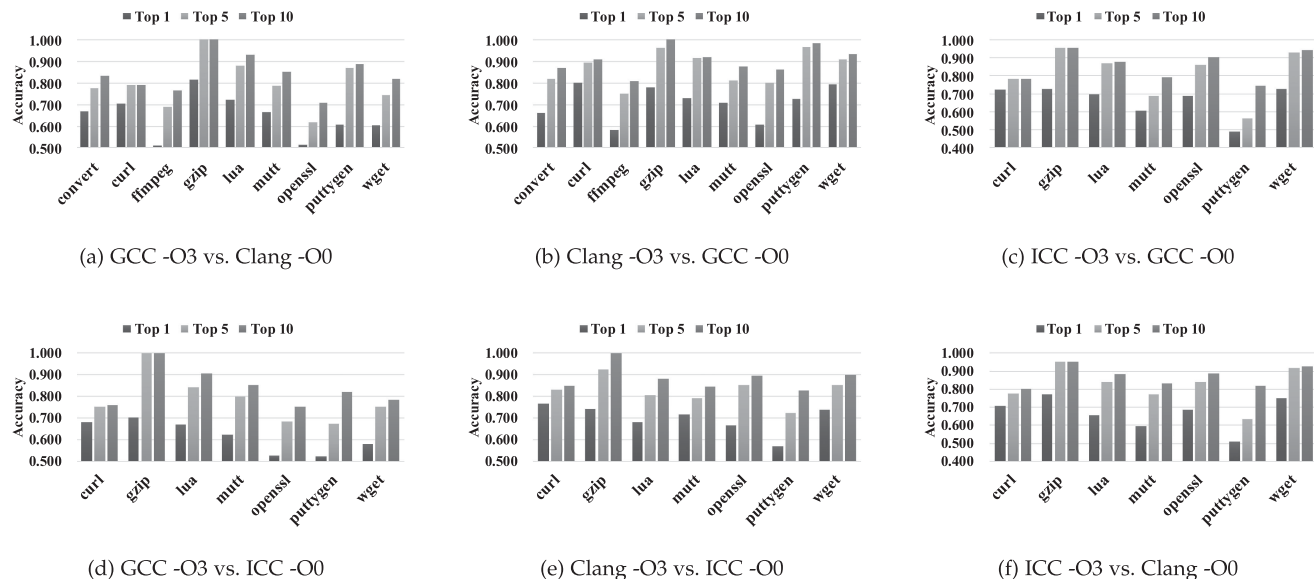 Top 1 Top 5 Top 10
Accuracy
1.000
0.900
0.800
0.700
0.600
0.500
convert curl ffmpeg gzip lua mutt openssl puttygen wget
(a) GCC -O3 vs. Clang -O0
Top 1 Top 5 Top 10
Accuracy
1.000
0.900
0.800
0.700
0.600
0.500
convert curl ffmpeg gzip lua mutt openssl puttygen wget
(b) Clang -O3 vs. GCC -O0
Top 1 Top 5 Top 10
Accuracy
1.000
0.900
0.800
0.700
0.600
0.500
0.400
curl gzip lua mutt openssl puttygen wget
(c) ICC -O3 vs. GCC -O0
Top 1 Top 5 Top 10
Accuracy
1.000
0.900
0.800
0.700
0.600
0.500
curl gzip lua mutt openssl puttygen wget
(d) GCC -O3 vs. ICC -O0
Top 1 Top 5 Top 10
Accuracy
1.000
0.900
0.800
0.700
0.600
0.500
curl gzip lua mutt openssl puttygen wget
(e) Clang -O3 vs. ICC -O0
Top 1 Top 5 Top 10
Accuracy
1.000
0.900
0.800
0.700
0.600
0.500
0.400
curl gzip lua mutt openssl puttygen wget
(f) ICC -O3 vs. Clang -O0